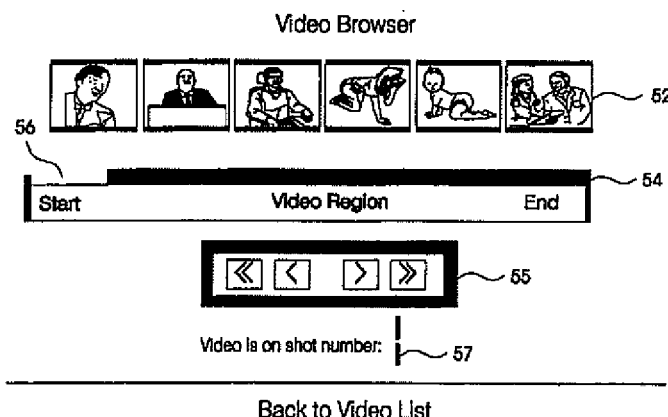 Video Browser
52
56
54
Start Video Region End
55
Video is on shot number:
57
Back to Video List